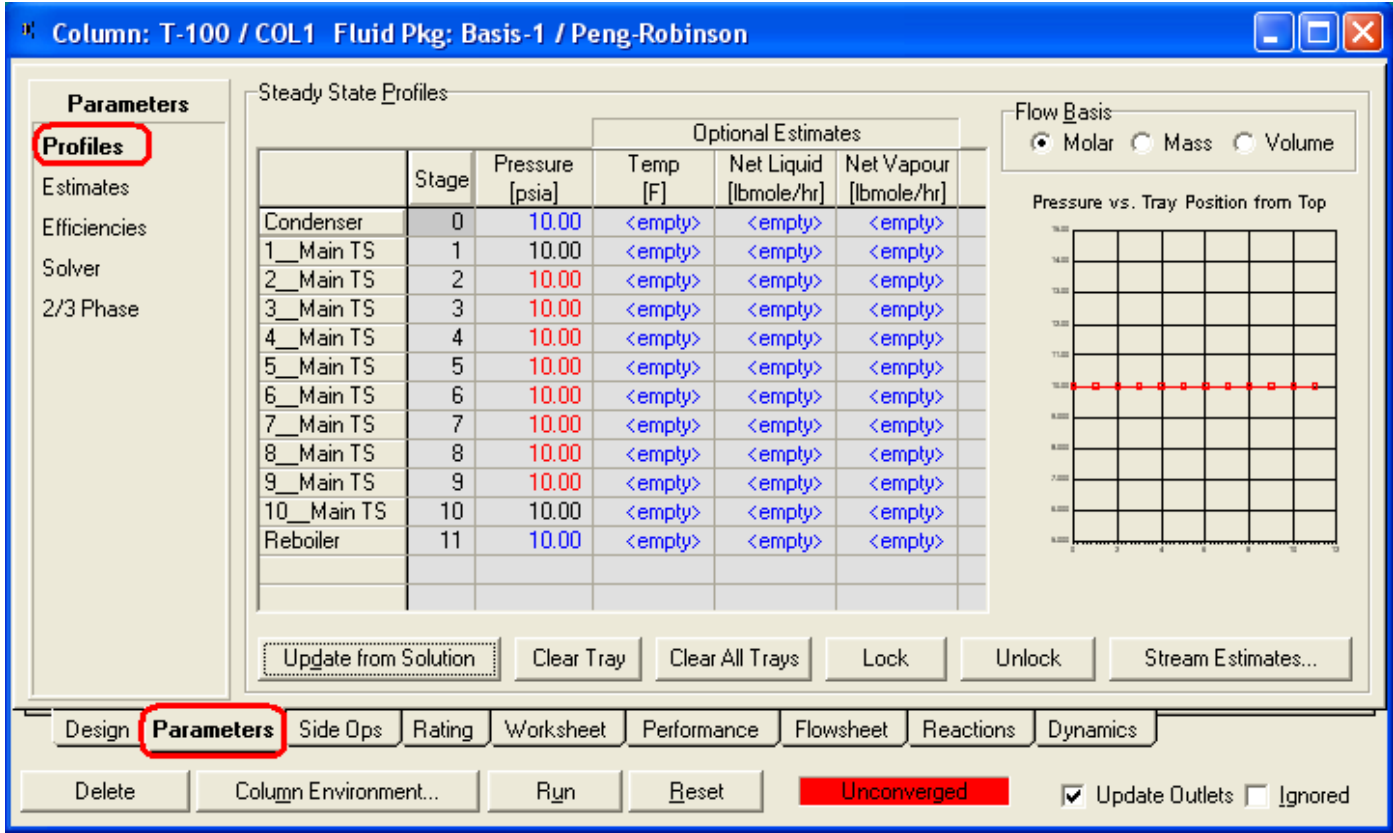 Column: T-100 / COL1 Fluid Pkg: Basis-1 / Peng-Robinson
Parameters
Profiles
Estimates
Efficiencies
Solver
2/3 Phase
Steady State Profiles
Optional Estimates
Stage Pressure [psia] Temp [F] Net Liquid [lbmole/hr] Net Vapour [lbmole/hr]
Condenser 0 10.00 <empty> <empty> <empty>
1__Main TS 1 10.00 <empty> <empty> <empty>
2__Main TS 2 10.00 <empty> <empty> <empty>
3__Main TS 3 10.00 <empty> <empty> <empty>
4__Main TS 4 10.00 <empty> <empty> <empty>
5__Main TS 5 10.00 <empty> <empty> <empty>
6__Main TS 6 10.00 <empty> <empty> <empty>
7__Main TS 7 10.00 <empty> <empty> <empty>
8__Main TS 8 10.00 <empty> <empty> <empty>
9__Main TS 9 10.00 <empty> <empty> <empty>
10__Main TS 10 10.00 <empty> <empty> <empty>
Reboiler 11 10.00 <empty> <empty> <empty>
Flow Basis
Molar Mass Volume
Pressure vs. Tray Position from Top
Update from Solution Clear Tray Clear All Trays Lock Unlock Stream Estimates...
Design Parameters Side Ops Rating Worksheet Performance Flowsheet Reactions Dynamics
Delete Column Environment... Run Reset Unconverged Update Outlets Ignored